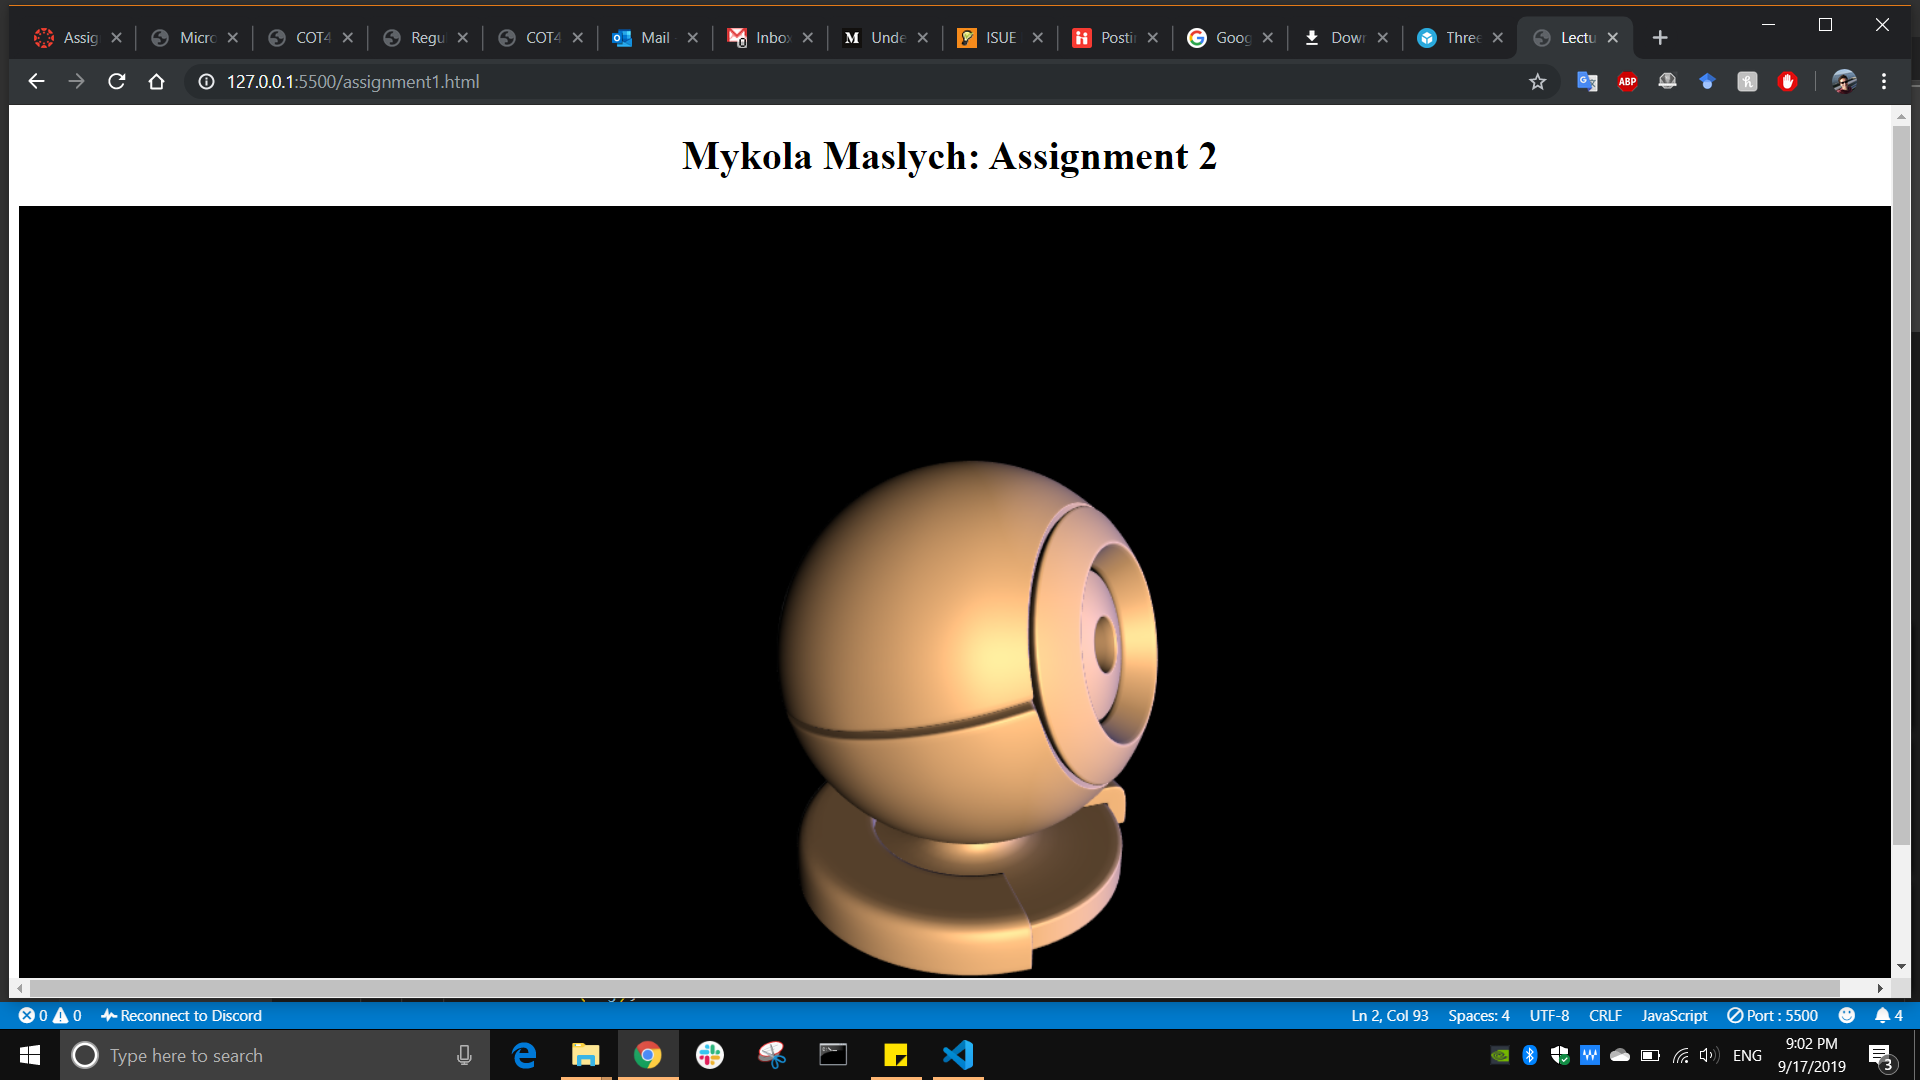 Assig
Micro
COT4
Regu
COT4
Mail
Inbox
M Unde
ISUE
Postin
Goog
Down
Three
Lectu
127.0.0.1:5500/assignment1.html
ABP
Mykola Maslych: Assignment 2
0 0 Reconnect to Discord
Ln 2, Col 93 Spaces: 4 UTF-8 CRLF JavaScript Port : 5500 4
Type here to search
ENG
9:02 PM
9/17/2019
3